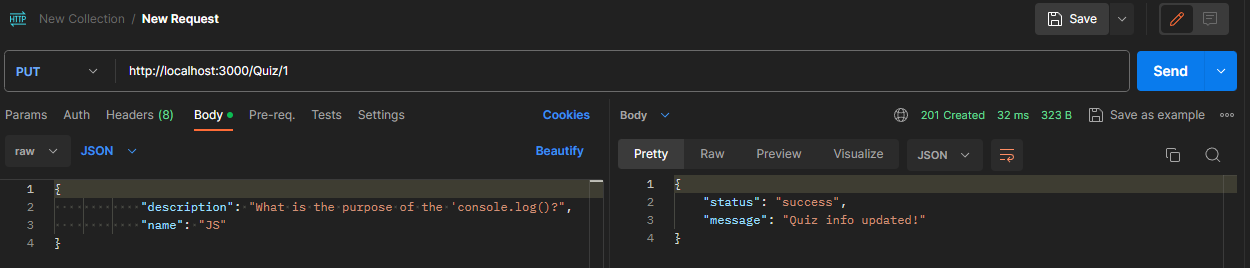 HTTP New Collection / New Request Save
PUT http://localhost:3000/Quiz/1 Send
Params Auth Headers (8) Body Pre-req. Tests Settings Cookies
raw JSON Beautify
1 {
2 "description": "What is the purpose of the 'console.log()?",
3 "name": "JS"
4 }
Body 201 Created 32 ms 323 B Save as example
Pretty Raw Preview Visualize JSON
1 {
2 "status": "success",
3 "message": "Quiz info updated!"
4 }